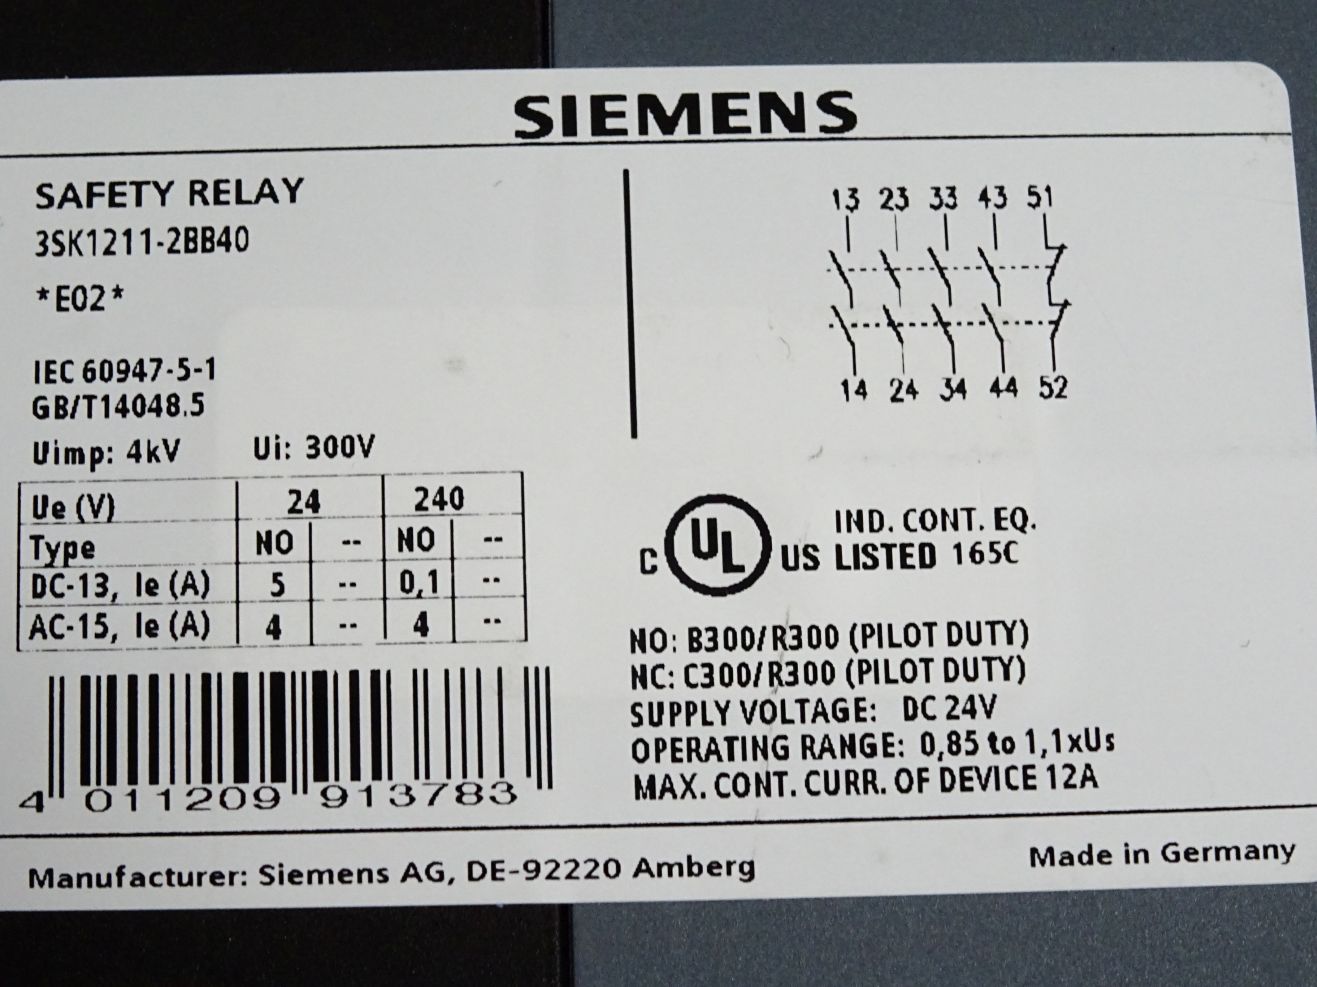 SIEMENS
SAFETY RELAY
3SK1211-2BB40
*E02*
IEC 60947-5-1
GB/T14048.5
Uimp: 4kV Ui: 300V
Ue (V) 24 240
Type NO -- NO --
DC-13, Ie (A) 5 -- 0,1 --
AC-15, Ie (A) 4 -- 4 --
4 011209 913783
13 23 33 43 51
14 24 34 44 52
C UL US
IND. CONT. EQ.
LISTED 165C
NO: B300/R300 (PILOT DUTY)
NC: C300/R300 (PILOT DUTY)
SUPPLY VOLTAGE: DC 24V
OPERATING RANGE: 0,85 to 1,1xUs
MAX. CONT. CURR. OF DEVICE 12A
Manufacturer: Siemens AG, DE-92220 Amberg
Made in Germany